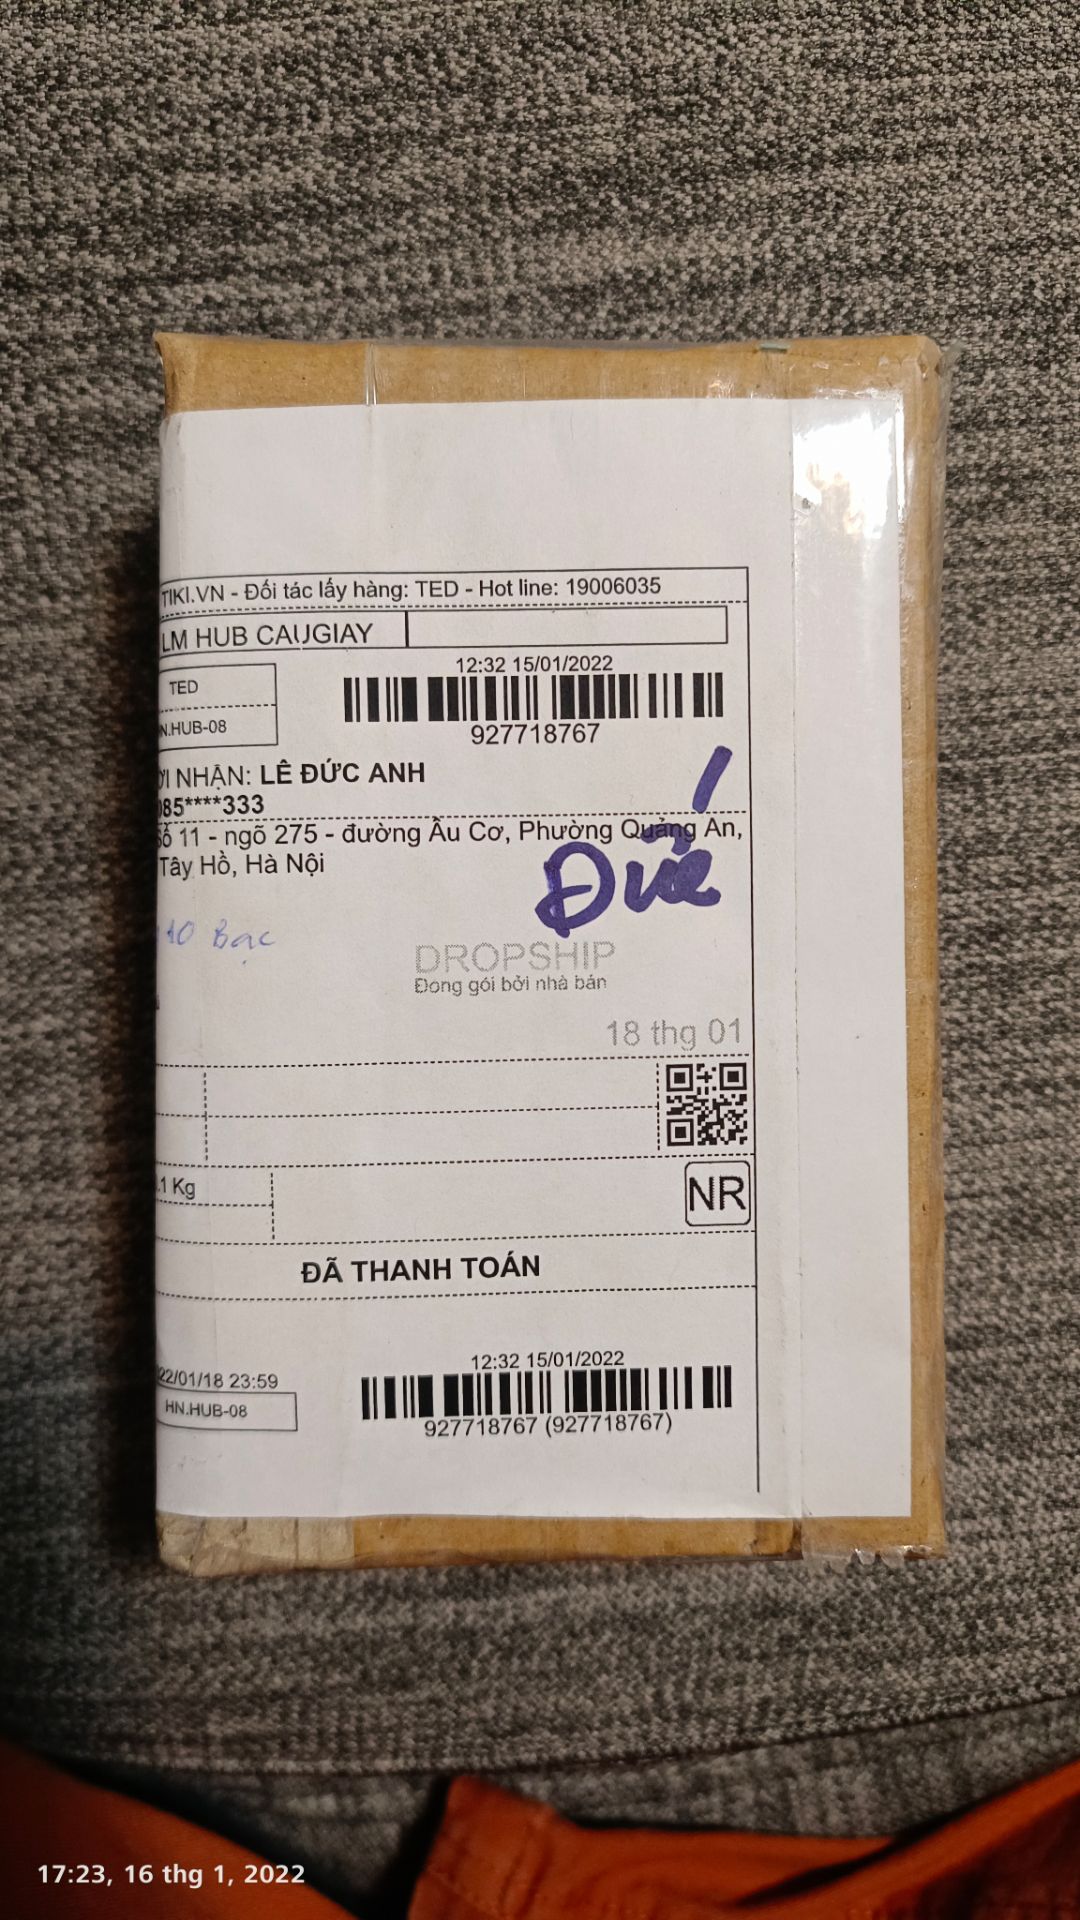 TIKI.VN - Đối tác lấy hàng: TED - Hot line: 19006035
LM HUB CAUGIAY
12:32 15/01/2022
TED
N.HUB-08
927718767
ỜI NHẬN: LÊ ĐỨC ANH
085****333
Số 11 - ngõ 275 - đường Âu Cơ, Phường Quảng An,
Tây Hồ, Hà Nội
10 Bạc
DROPSHIP
Đóng gói bởi nhà bán
18 thg 01
.1 Kg
NR
ĐÃ THANH TOÁN
12:32 15/01/2022
22/01/18 23:59
HN.HUB-08
927718767 (927718767)
17:23, 16 thg 1, 2022